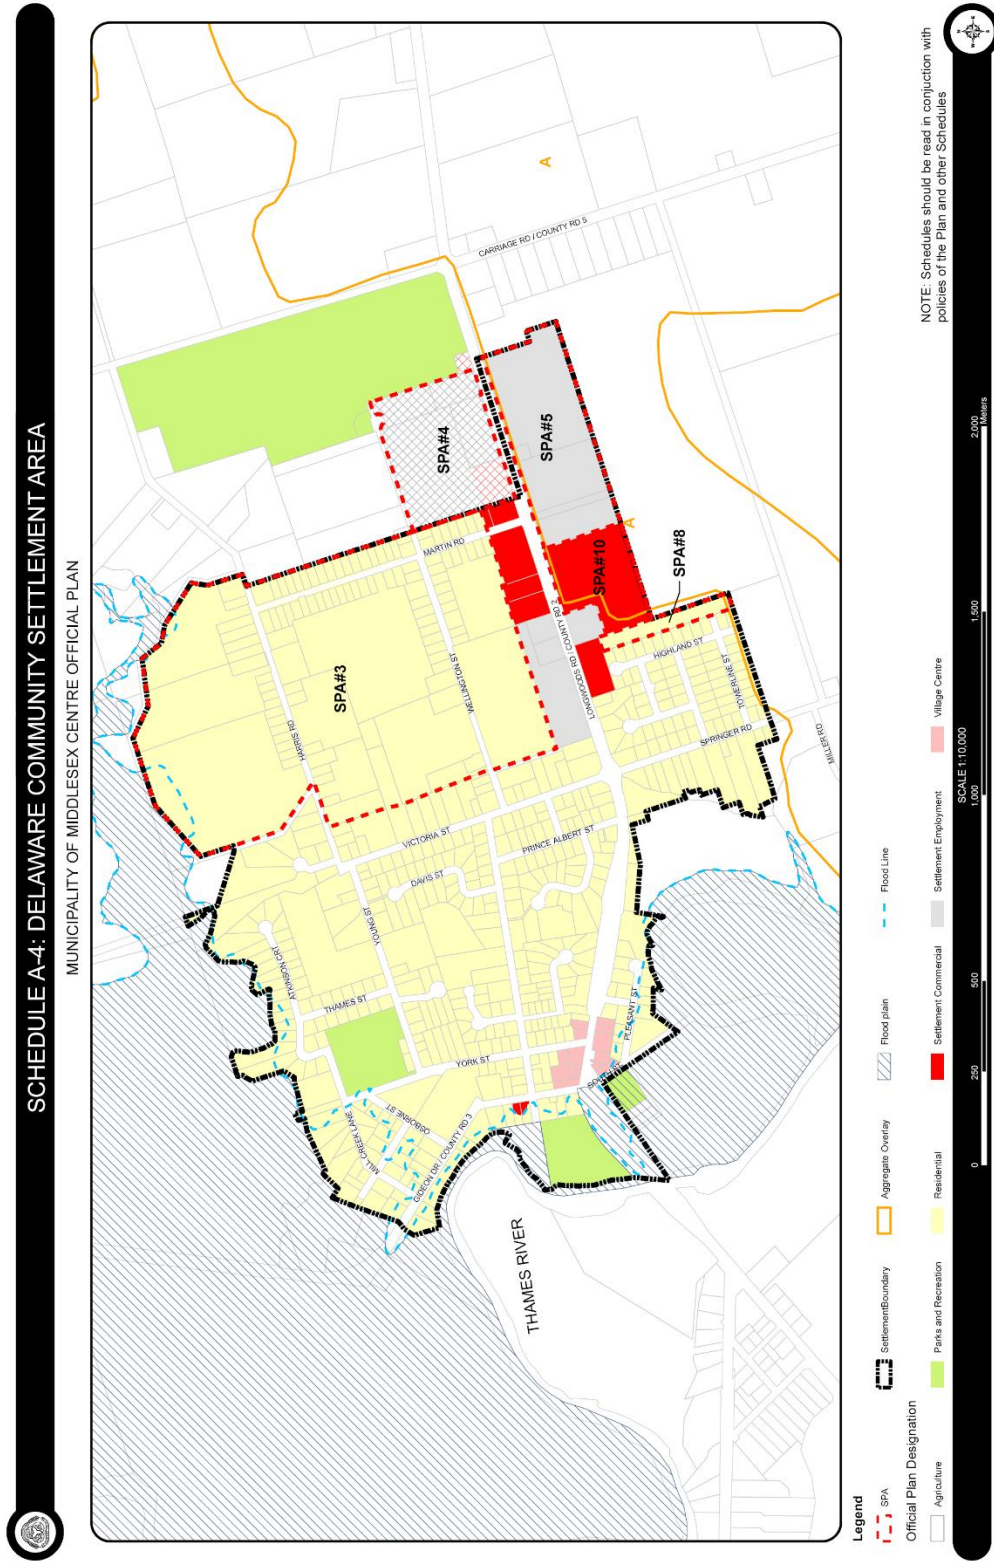 SCHEDULE A-4: DELAWARE COMMUNITY SETTLEMENT AREA
MUNICIPALITY OF MIDDLESEX CENTRE OFFICIAL PLAN
SPA#3
SPA#4
SPA#5
SPA#10
SPA#8
A
A
HARRIS RD
MARTIN RD
WELLINGTON ST
LONGWOODS RD / COUNTY RD 2
CARRIAGE RD / COUNTY RD 5
HIGHLAND ST
TOWERLINE ST
SPRINGER RD
MILLER RD
VICTORIA ST
PRINCE ALBERT ST
DAVIS ST
YOUNG ST
ATKINSON CRT
THAMES ST
YORK ST
PLEASANT ST
OSBORNE ST
MILL CREEK LANE
GIDEON DR / COUNTY RD 3
THAMES RIVER
Legend
SPA
SettlementBoundary
Aggregate Overlay
Flood plain
Flood Line
Official Plan Designation
Agriculture
Parks and Recreation
Residential
Settlement Commercial
Settlement Employment
Village Centre
NOTE: Schedules should be read in conjuction with
policies of the Plan and other Schedules
SCALE 1:10,000
0
250
500
1,000
1,500
2,000
Meters
N
E
S
W